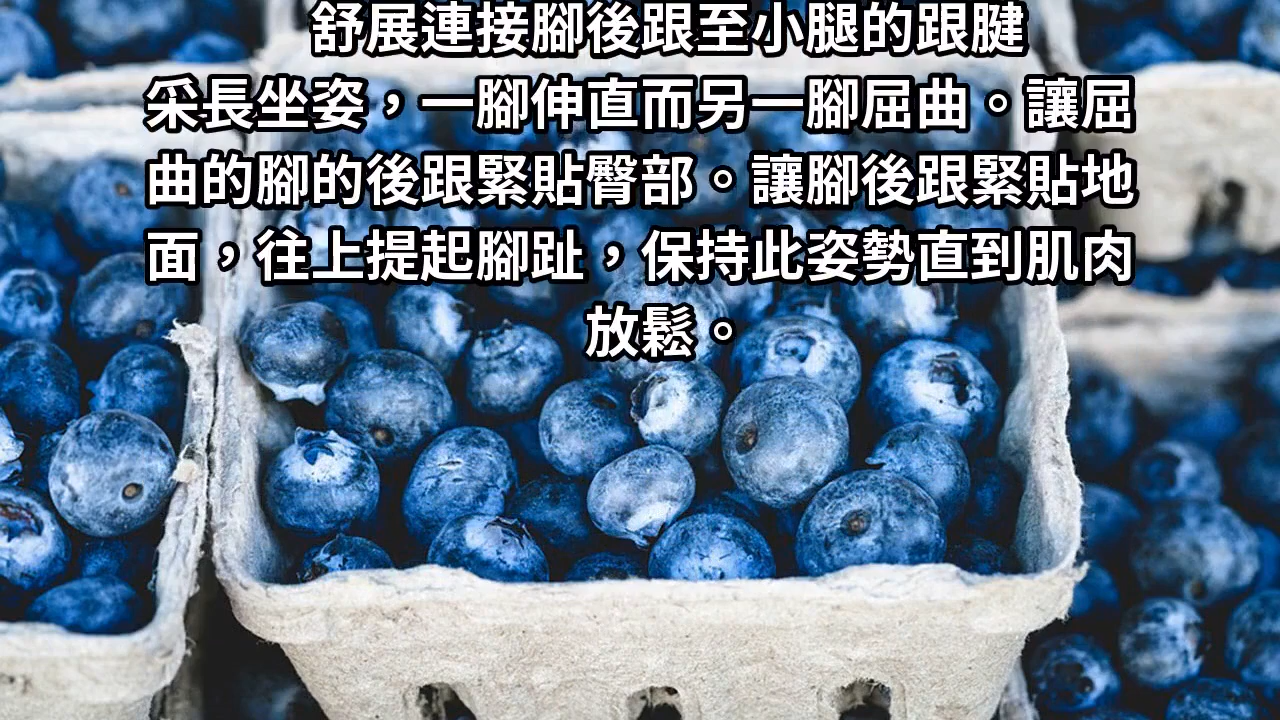 舒展連接腳後跟至小腿的跟腱
采長坐姿，一腳伸直而另一腳屈曲。讓屈
曲的腳的後跟緊貼臀部。讓腳後跟緊貼地
面，往上提起腳趾，保持此姿勢直到肌肉
放鬆。